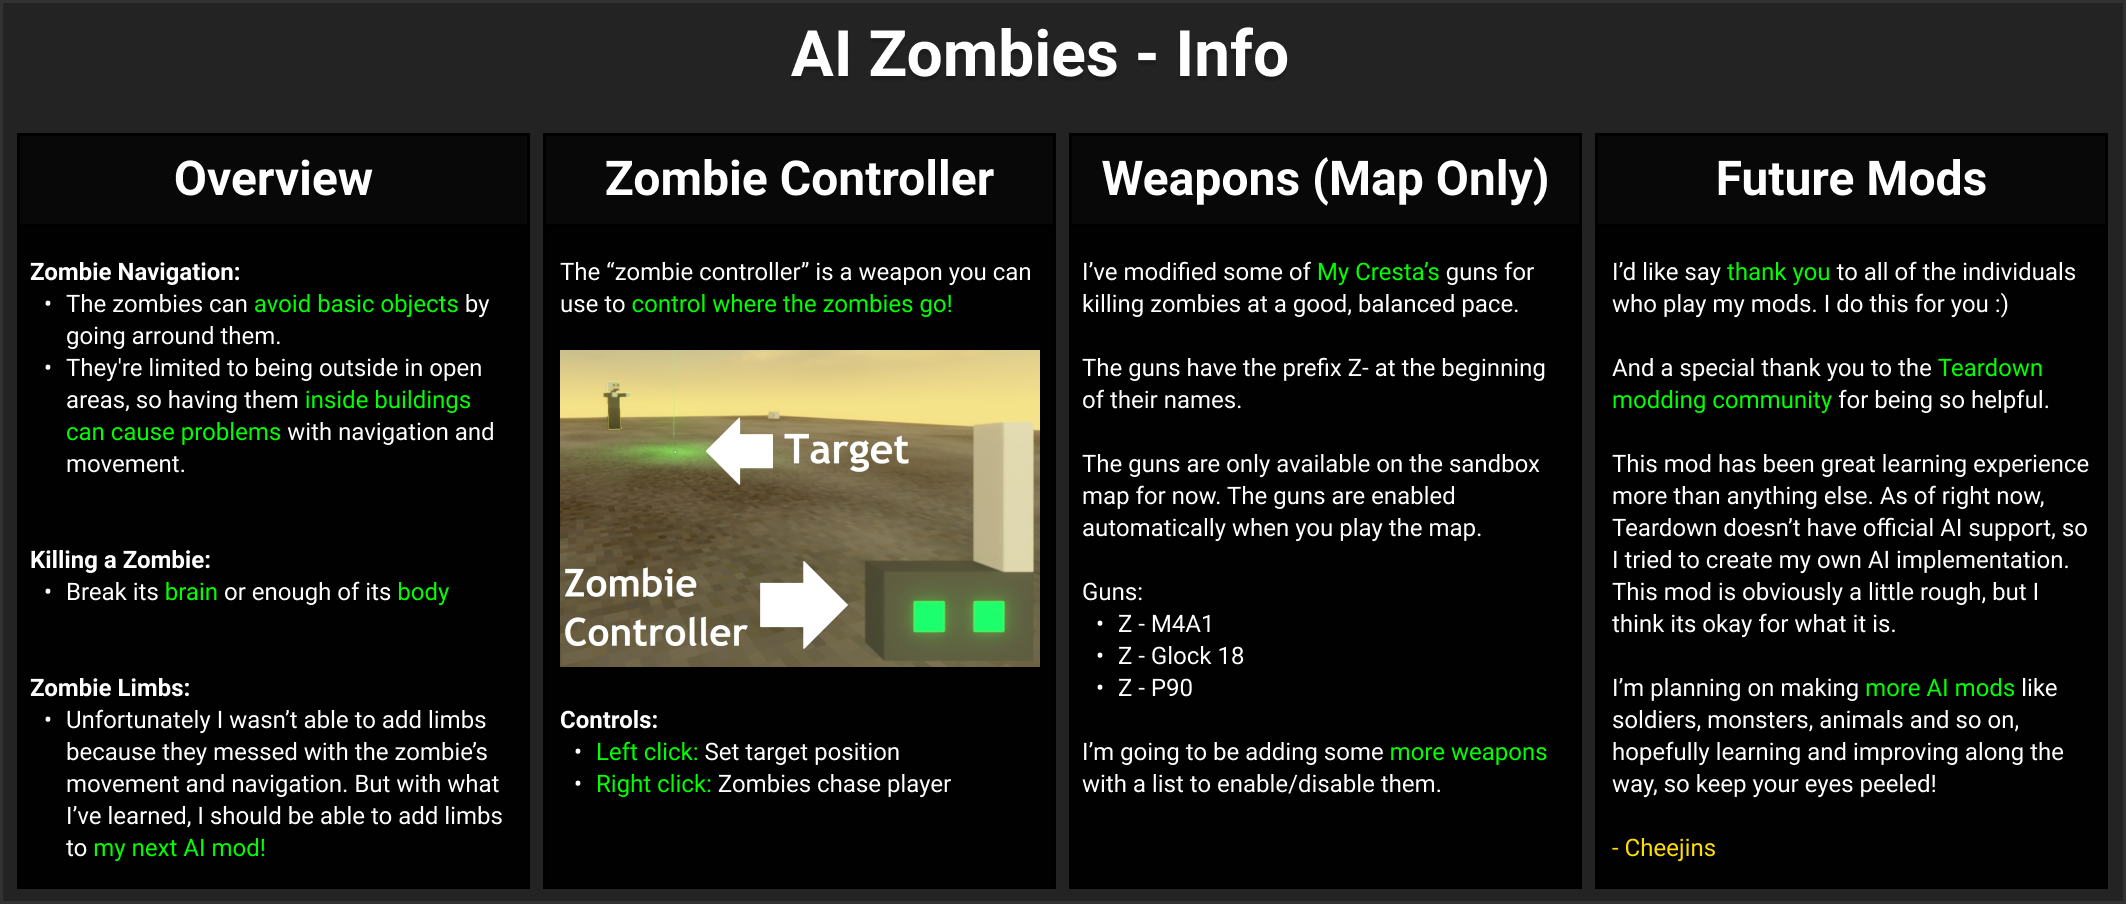 AI Zombies - Info
Overview
Zombie Navigation:
• The zombies can avoid basic objects by
going arround them.
• They're limited to being outside in open
areas, so having them inside buildings
can cause problems with navigation and
movement.
Killing a Zombie:
• Break its brain or enough of its body
Zombie Limbs:
• Unfortunately I wasn’t able to add limbs
because they messed with the zombie’s
movement and navigation. But with what
I’ve learned, I should be able to add limbs
to my next AI mod!
Zombie Controller
The “zombie controller” is a weapon you can
use to control where the zombies go!
Target
Zombie
Controller
Controls:
• Left click: Set target position
• Right click: Zombies chase player
Weapons (Map Only)
I’ve modified some of My Cresta’s guns for
killing zombies at a good, balanced pace.
The guns have the prefix Z- at the beginning
of their names.
The guns are only available on the sandbox
map for now. The guns are enabled
automatically when you play the map.
Guns:
• Z - M4A1
• Z - Glock 18
• Z - P90
I’m going to be adding some more weapons
with a list to enable/disable them.
Future Mods
I’d like say thank you to all of the individuals
who play my mods. I do this for you :)
And a special thank you to the Teardown
modding community for being so helpful.
This mod has been great learning experience
more than anything else. As of right now,
Teardown doesn’t have official AI support, so
I tried to create my own AI implementation.
This mod is obviously a little rough, but I
think its okay for what it is.
I’m planning on making more AI mods like
soldiers, monsters, animals and so on,
hopefully learning and improving along the
way, so keep your eyes peeled!
- Cheejins